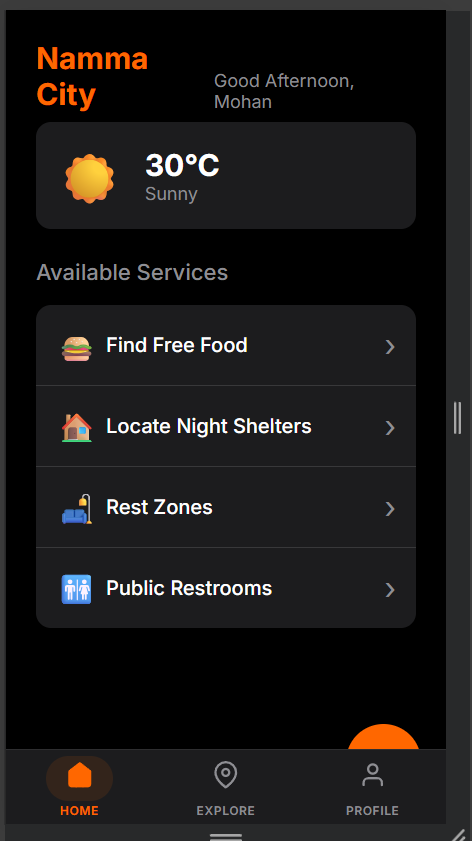 Namma
City
Good Afternoon,
Mohan
30°C
Sunny
Available Services
Find Free Food
Locate Night Shelters
Rest Zones
Public Restrooms
HOME
EXPLORE
PROFILE